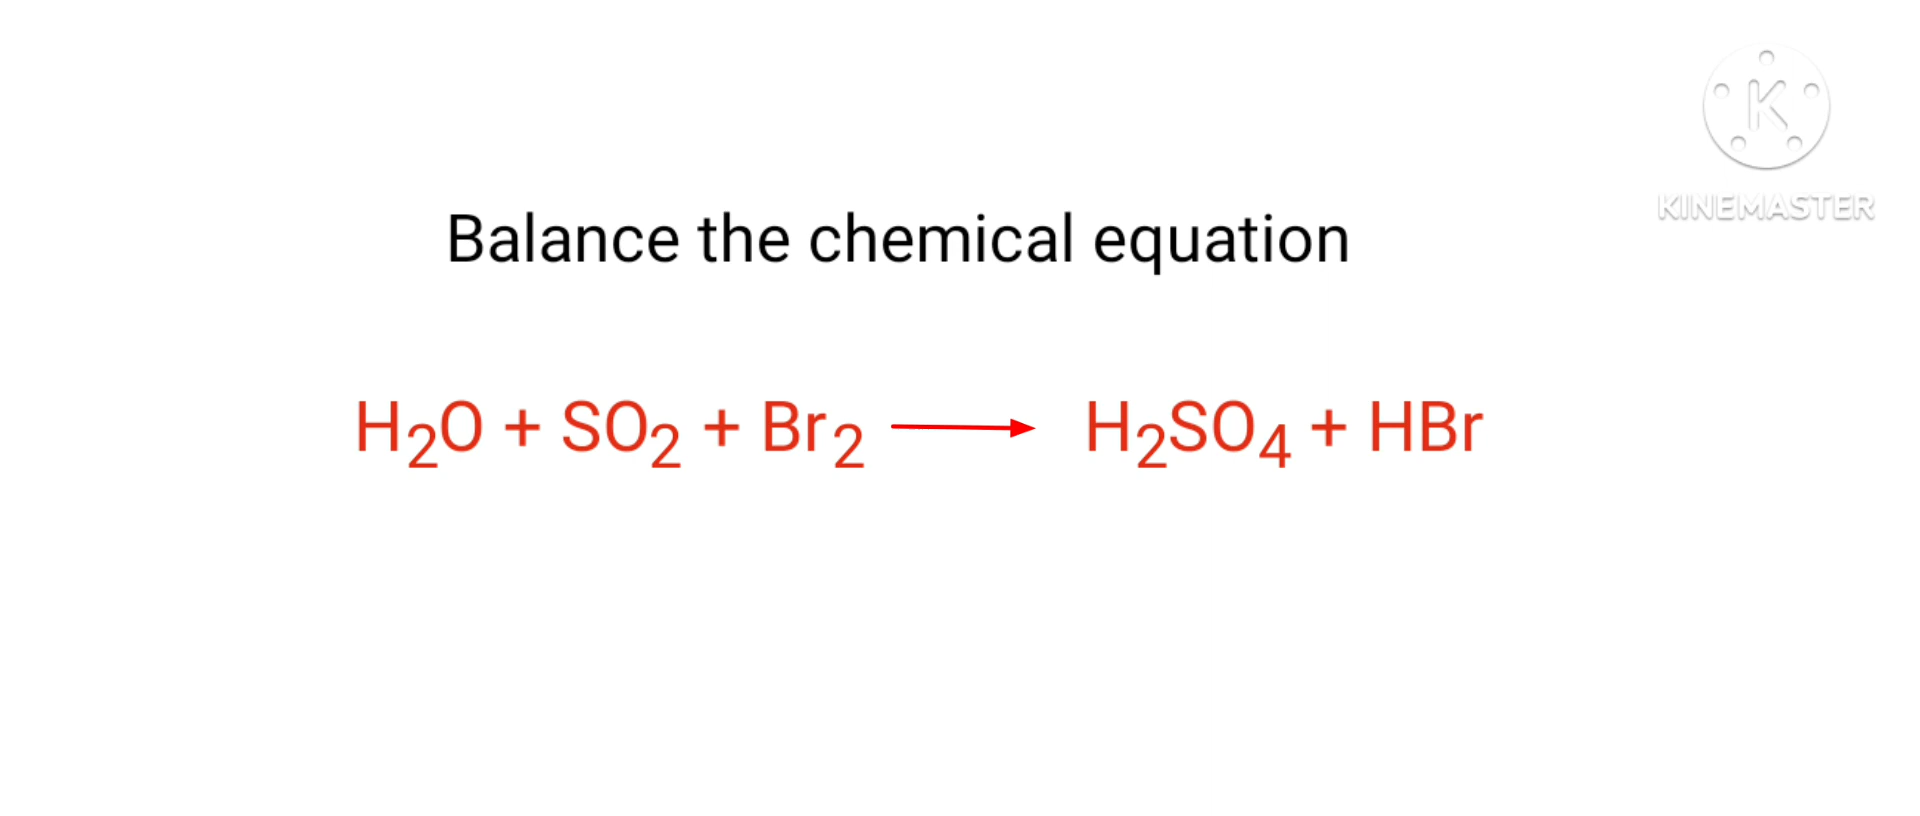 KINEMASTER
Balance the chemical equation
H₂O + SO₂ + Br₂ ⟶ H₂SO₄ + HBr